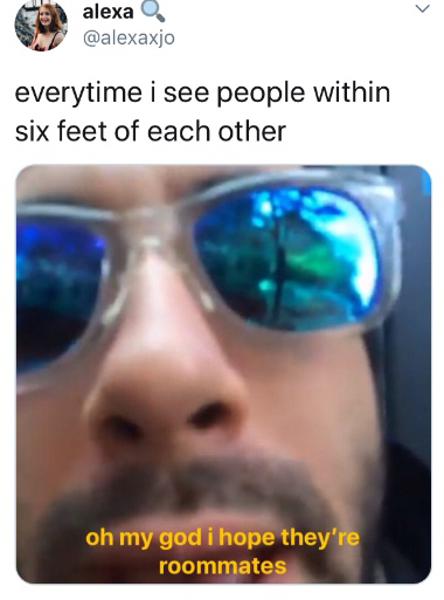 alexa 🔍
@alexaxjo
everytime i see people within
six feet of each other
oh my god i hope they're
roommates